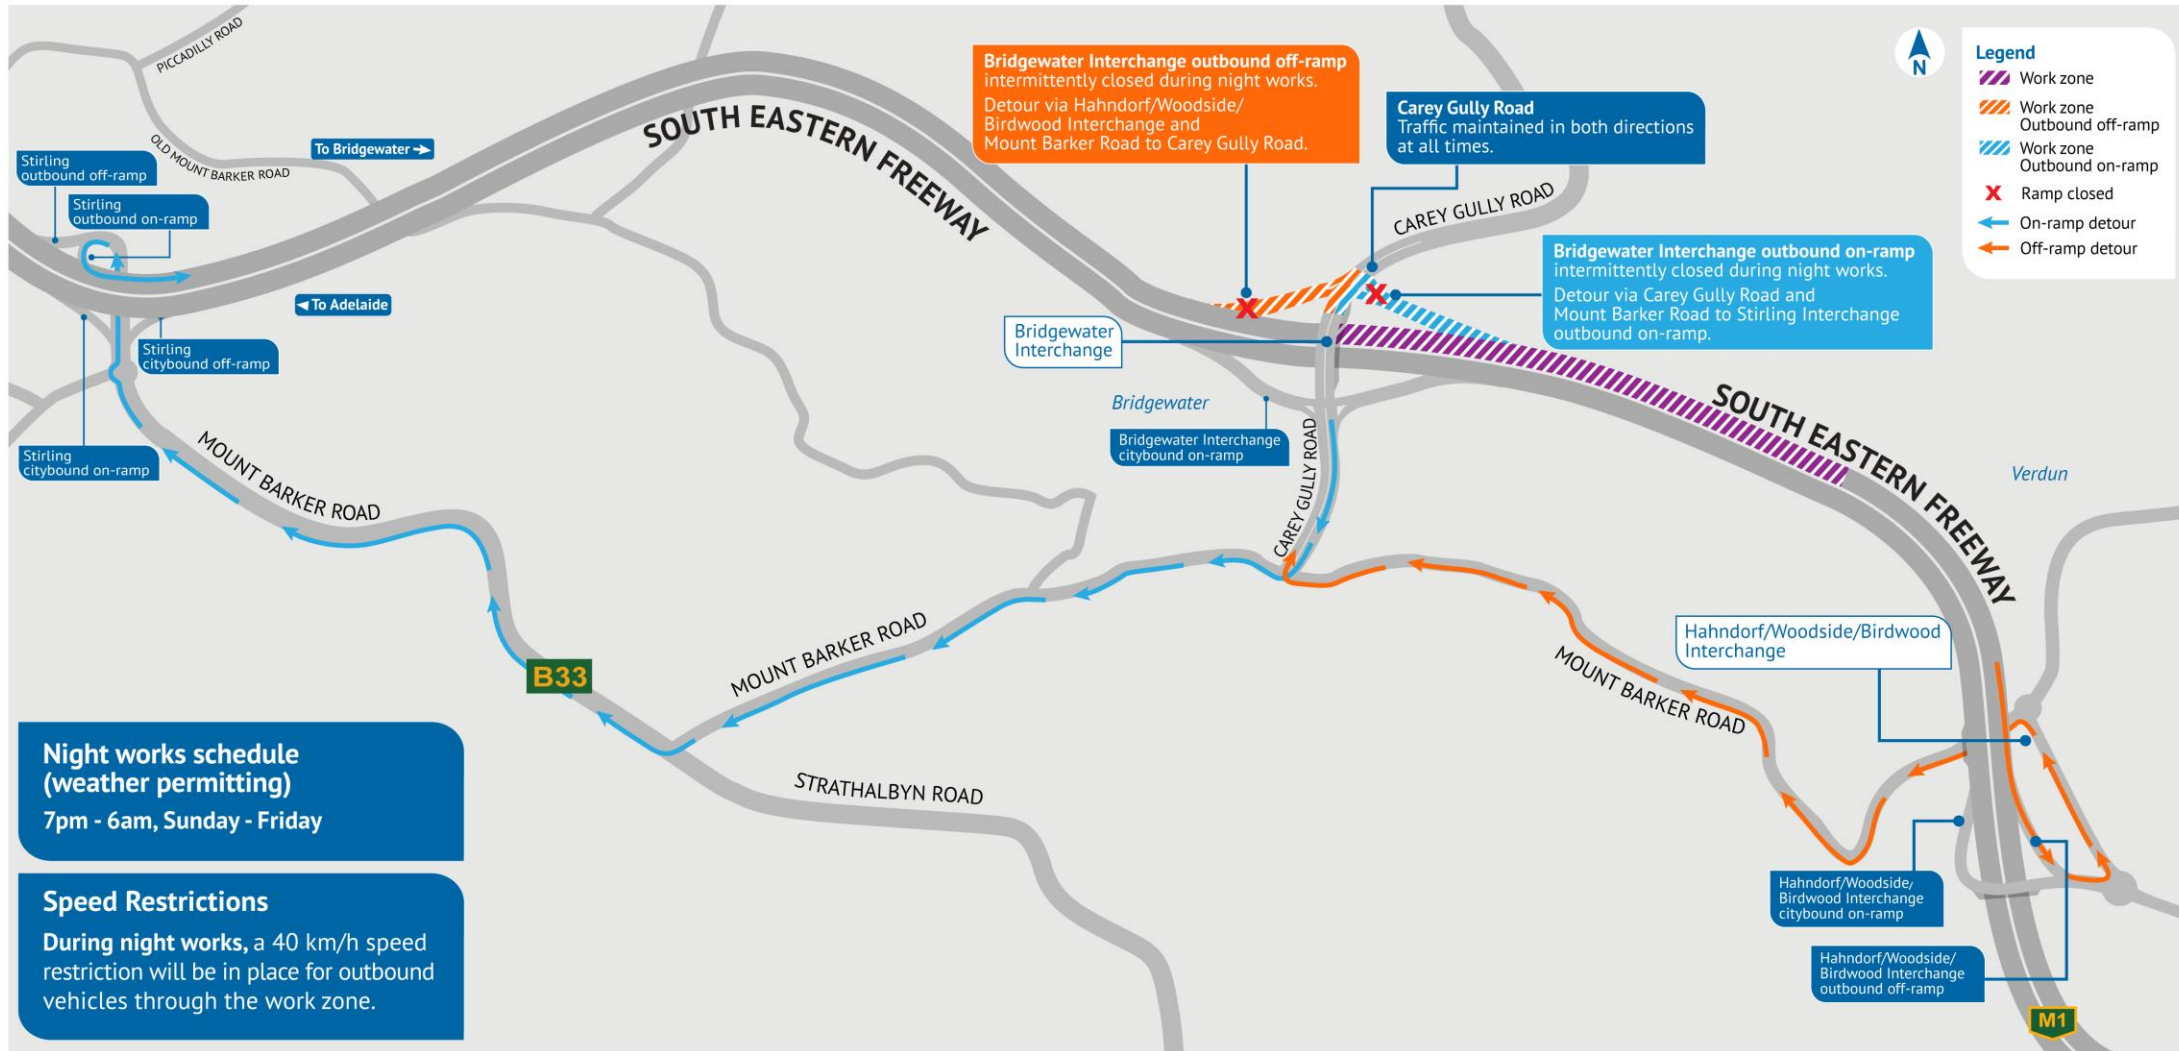 PICCADILLY ROAD
OLD MOUNT BARKER ROAD
To Bridgewater
Stirling
outbound off-ramp
Stirling
outbound on-ramp
To Adelaide
Stirling
citybound off-ramp
Stirling
citybound on-ramp
MOUNT BARKER ROAD
SOUTH EASTERN FREEWAY
Bridgewater Interchange outbound off-ramp
intermittently closed during night works.
Detour via Hahndorf/Woodside/
Birdwood Interchange and
Mount Barker Road to Carey Gully Road.
Carey Gully Road
Traffic maintained in both directions
at all times.
CAREY GULLY ROAD
Bridgewater Interchange outbound on-ramp
intermittently closed during night works.
Detour via Carey Gully Road and
Mount Barker Road to Stirling Interchange
outbound on-ramp.
N
Legend
Work zone
Work zone
Outbound off-ramp
Work zone
Outbound on-ramp
X Ramp closed
On-ramp detour
Off-ramp detour
X
X
Bridgewater
Interchange
Bridgewater
Bridgewater Interchange
citybound on-ramp
CAREY GULLY ROAD
SOUTH EASTERN FREEWAY
Verdun
MOUNT BARKER ROAD
B33
STRATHALBYN ROAD
MOUNT BARKER ROAD
Hahndorf/Woodside/Birdwood
Interchange
Hahndorf/Woodside/
Birdwood Interchange
citybound on-ramp
Hahndorf/Woodside/
Birdwood Interchange
outbound off-ramp
M1
Night works schedule
(weather permitting)
7pm - 6am, Sunday - Friday
Speed Restrictions
During night works, a 40 km/h speed
restriction will be in place for outbound
vehicles through the work zone.